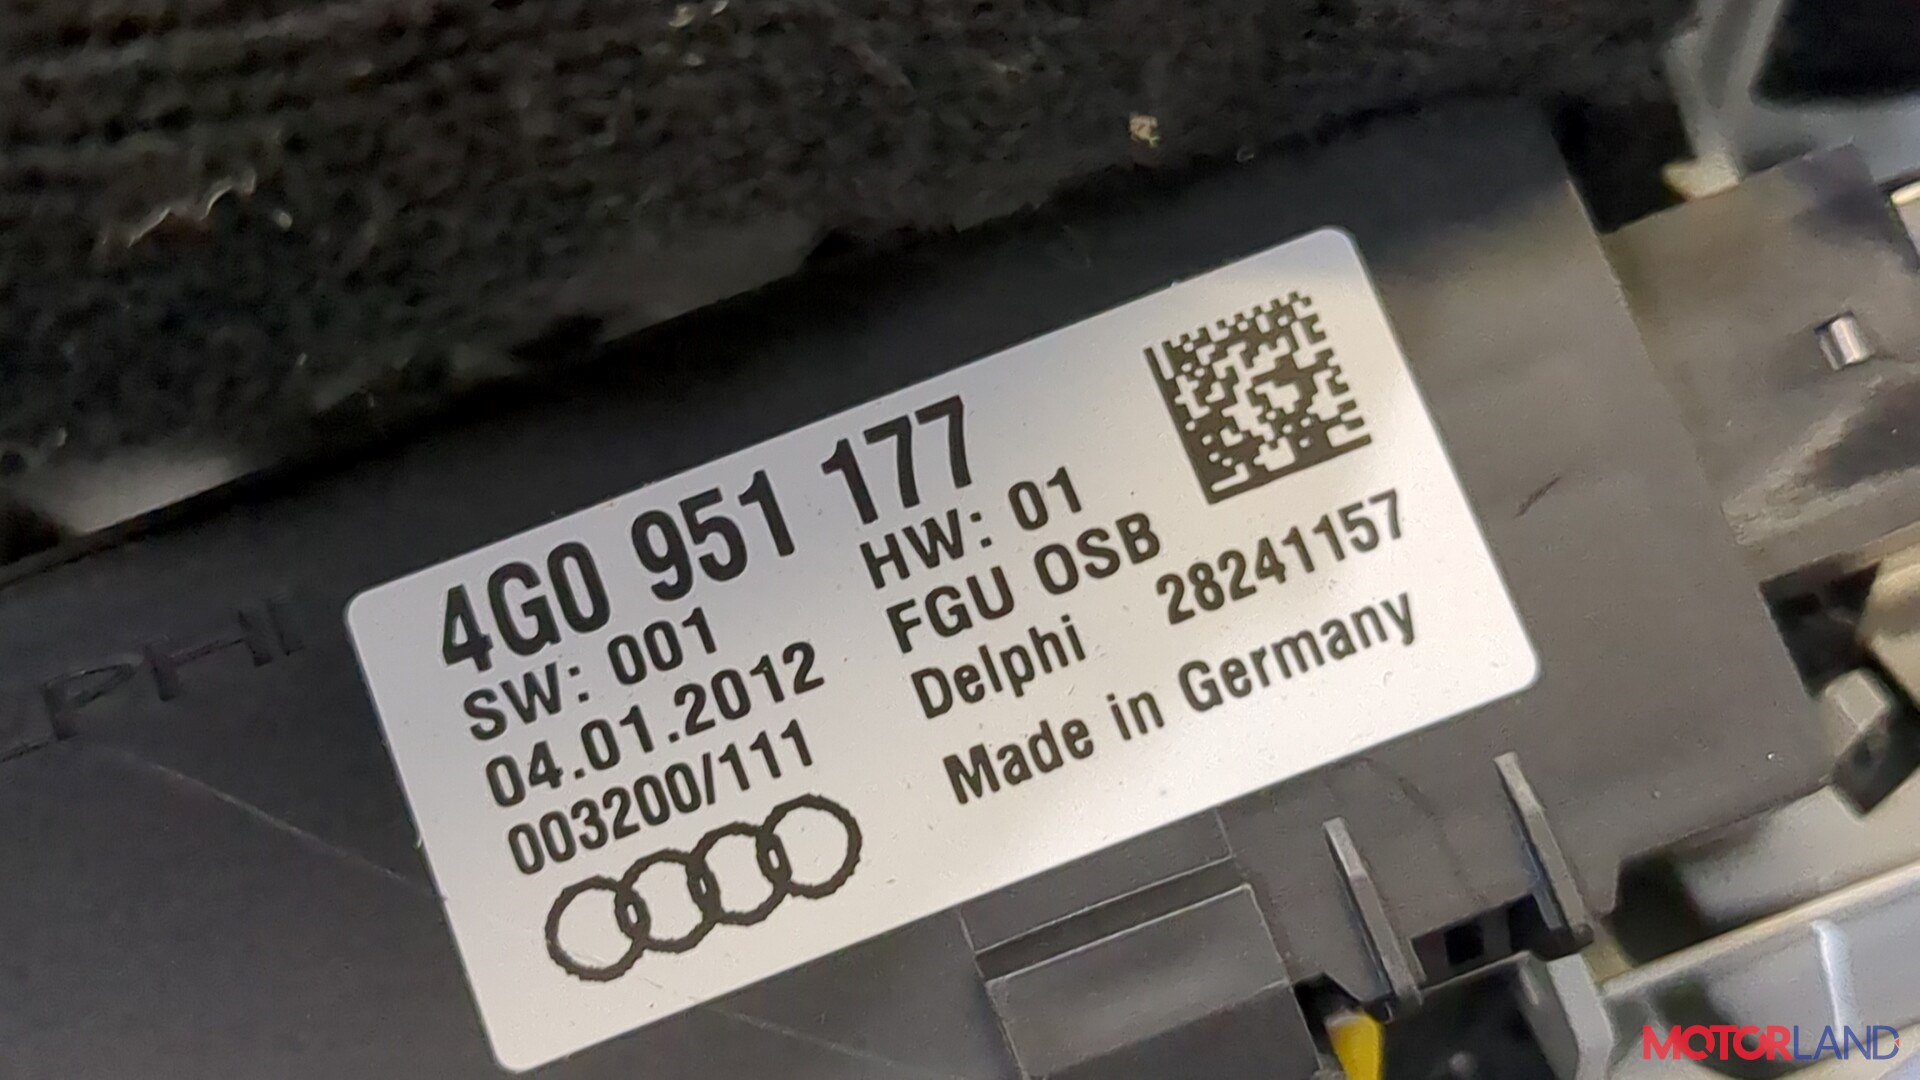 4G0 951 177
SW: 001
HW: 01
04.01.2012
FGU OSB
003200/111
Delphi 28241157
Made in Germany
PHI
MOTORLAND